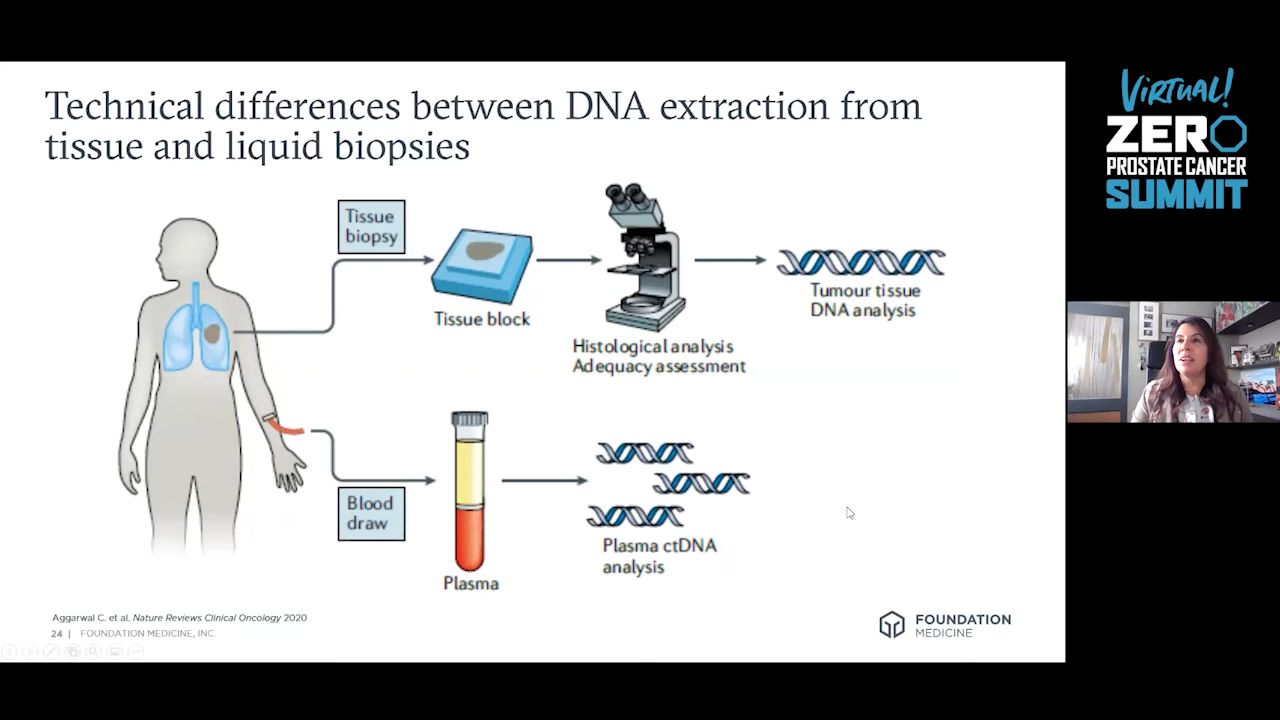 Technical differences between DNA extraction from
tissue and liquid biopsies
Tissue
biopsy
Tissue block
Histological analysis
Adequacy assessment
Tumour tissue
DNA analysis
Blood
draw
Plasma
Plasma ctDNA
analysis
Aggarwal C. et al. Nature Reviews Clinical Oncology 2020
24 | FOUNDATION MEDICINE, INC.
FOUNDATION
MEDICINE
VIRTUAL!
ZERO
PROSTATE CANCER
SUMMIT